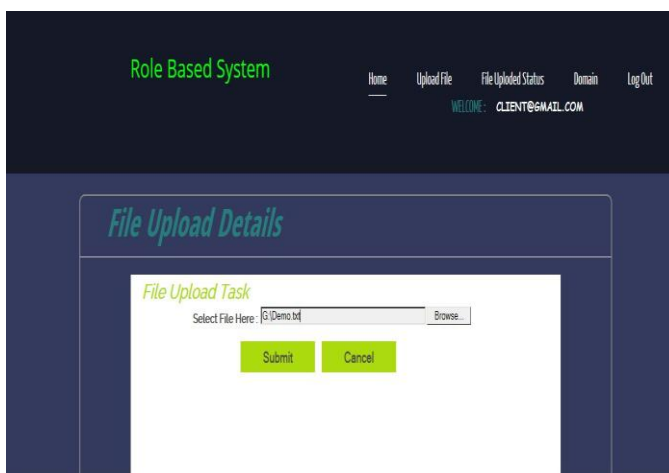 Role Based System
Home Upload File File Uploded Status Domain Log Out
WELCOME : CLIENT@GMAIL.COM
File Upload Details
File Upload Task
Select File Here : G:\Demo.txt Browse...
Submit Cancel